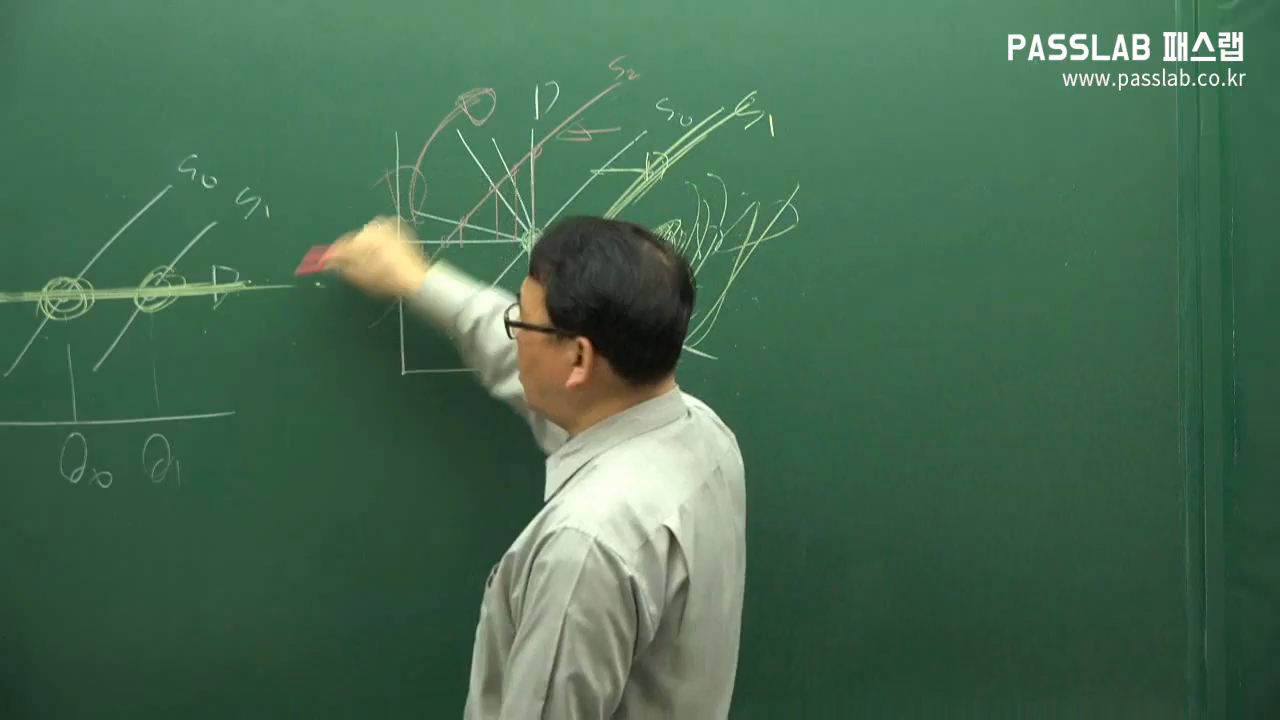 PASSLAB 패스랩
www.passlab.co.kr
S₂
D
S₀
S₁
S₀
S₁
D
Q₀
Q₁